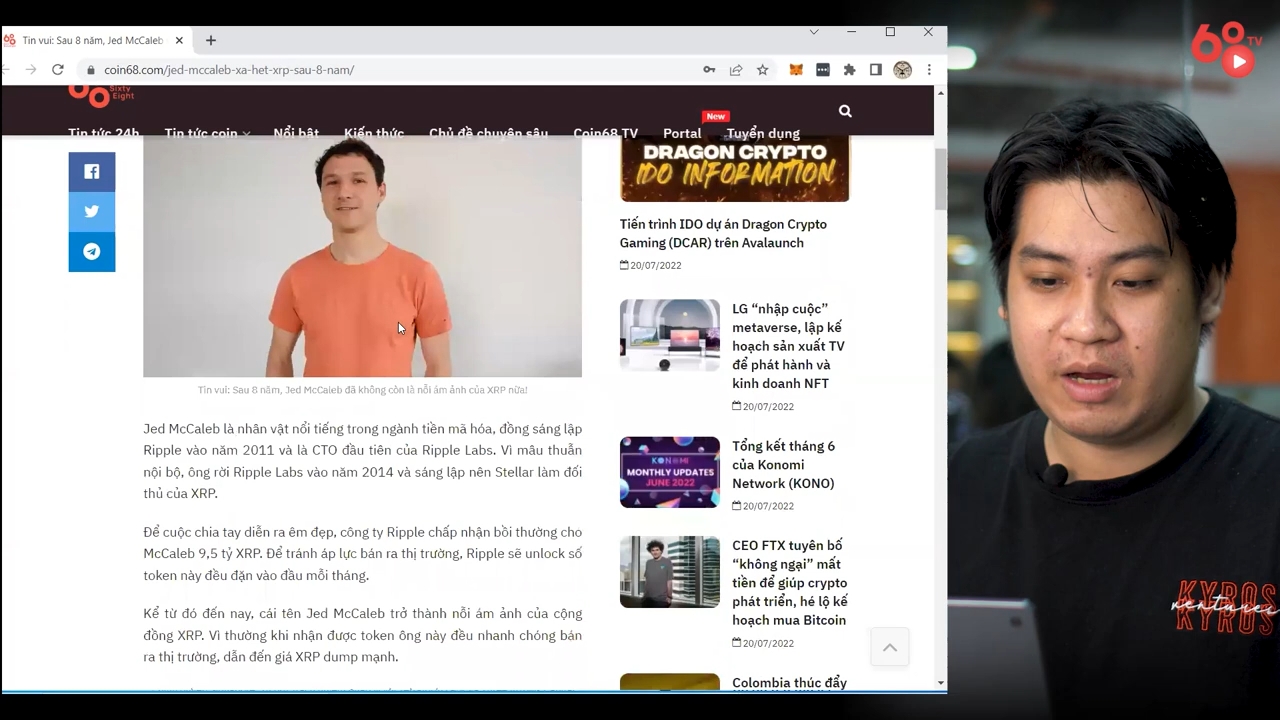 Tin vui: Sau 8 năm, Jed McCaleb
coin68.com/jed-mccaleb-xa-het-xrp-sau-8-nam/
Sixty
Eight
Tin tức 24h
Tin tức coin
Nổi bật
Kiến thức
Chủ đề chuyên sâu
Coin68 TV
Portal
New
Tuyển dụng
Tin vui: Sau 8 năm, Jed McCaleb đã không còn là nỗi ám ảnh của XRP nữa!
Jed McCaleb là nhân vật nổi tiếng trong ngành tiền mã hóa, đồng sáng lập
Ripple vào năm 2011 và là CTO đầu tiên của Ripple Labs. Vì mâu thuẫn
nội bộ, ông rời Ripple Labs vào năm 2014 và sáng lập nên Stellar làm đối
thủ của XRP.
Để cuộc chia tay diễn ra êm đẹp, công ty Ripple chấp nhận bồi thường cho
McCaleb 9,5 tỷ XRP. Để tránh áp lực bán ra thị trường, Ripple sẽ unlock số
token này đều đặn vào đầu mỗi tháng.
Kể từ đó đến nay, cái tên Jed McCaleb trở thành nỗi ám ảnh của cộng
đồng XRP. Vì thường khi nhận được token ông này đều nhanh chóng bán
ra thị trường, dẫn đến giá XRP dump mạnh.
DRAGON CRYPTO
IDO INFORMATION
Tiến trình IDO dự án Dragon Crypto
Gaming (DCAR) trên Avalaunch
20/07/2022
LG “nhập cuộc”
metaverse, lập kế
hoạch sản xuất TV
để phát hành và
kinh doanh NFT
20/07/2022
KONOMI
MONTHLY UPDATES
JUNE 2022
Tổng kết tháng 6
của Konomi
Network (KONO)
20/07/2022
CEO FTX tuyên bố
“không ngại” mất
tiền để giúp crypto
phát triển, hé lộ kế
hoạch mua Bitcoin
20/07/2022
Colombia thúc đẩy
68 TV
KYROS
ventures
KYROS